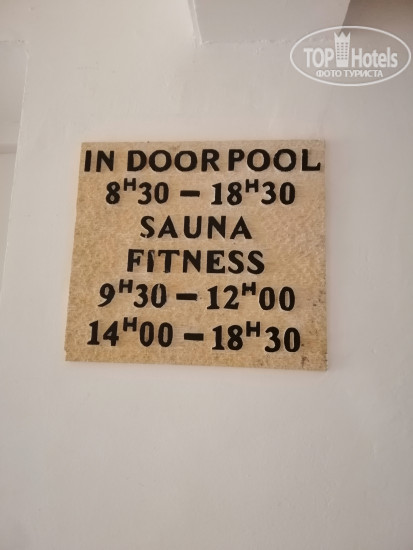 TOP Hotels
ФОТО ТУРИСТА
IN DOOR POOL
8H30 – 18H30
SAUNA
FITNESS
9H30 – 12H00
14H00 – 18H30